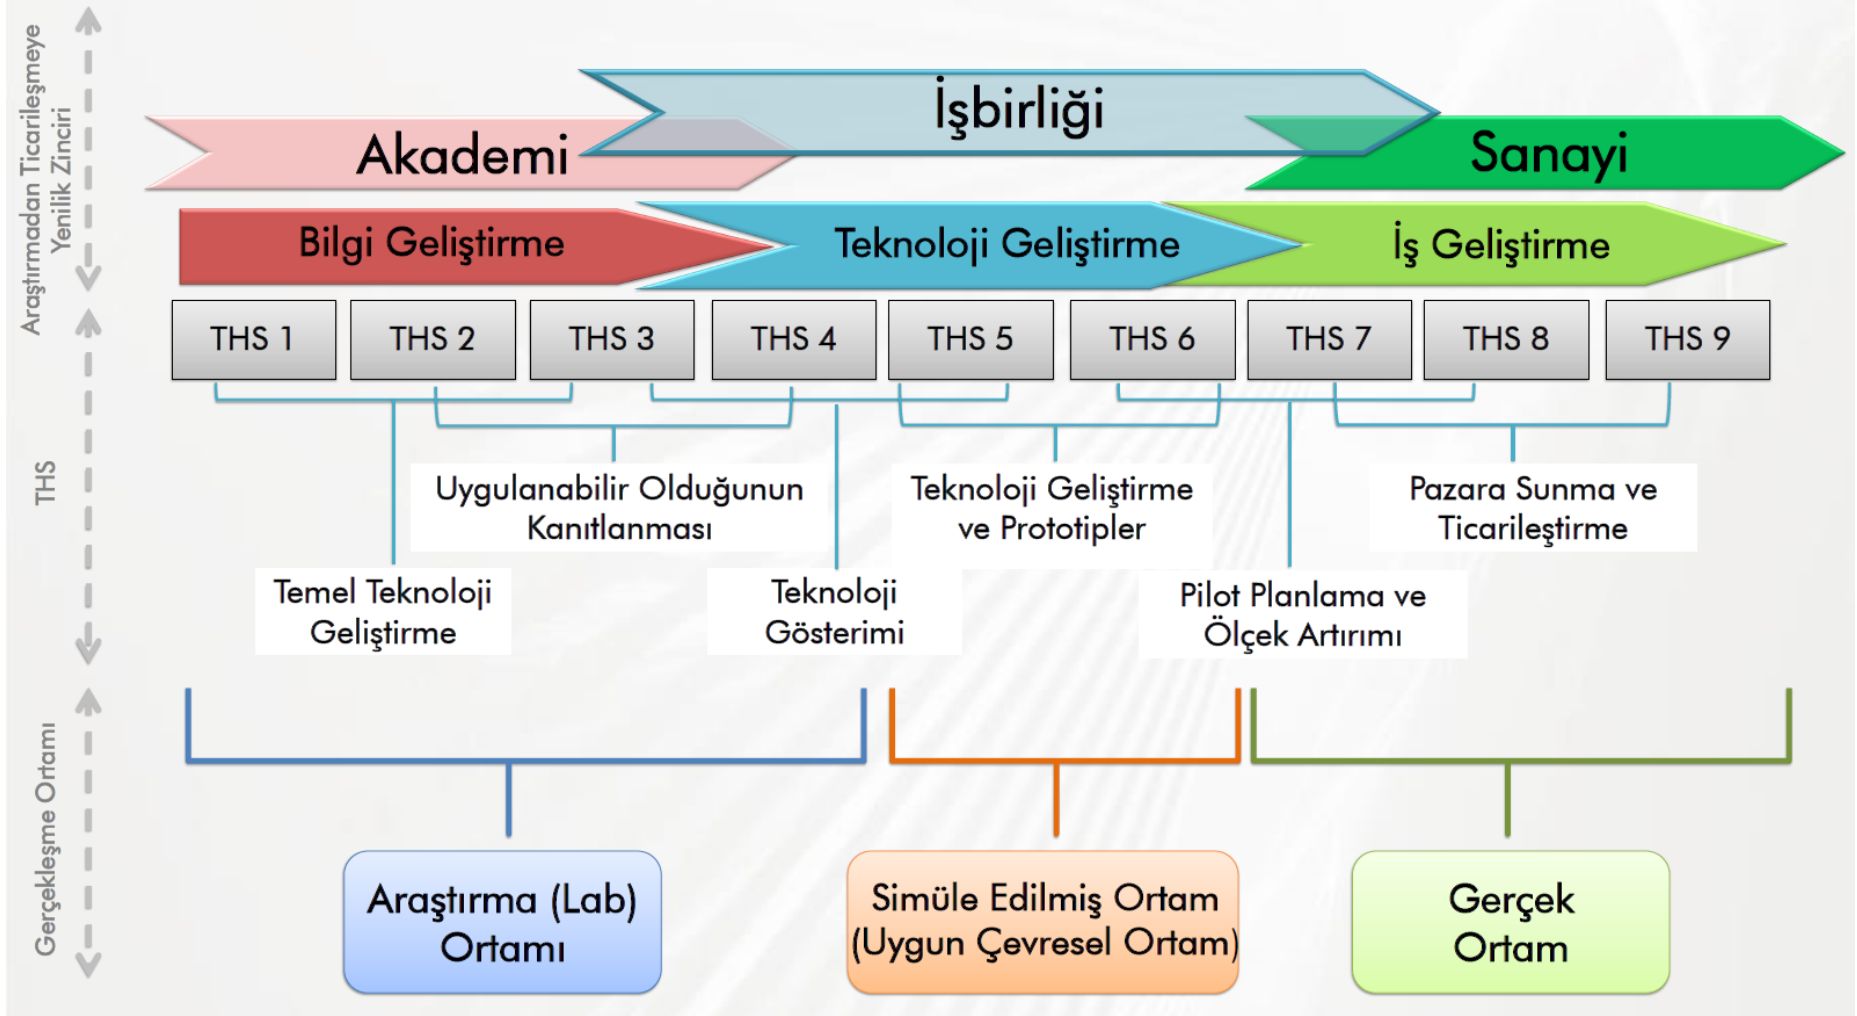 Araştırmadan Ticarileşmeye
Yenilik Zinciri
İşbirliği
Akademi
Sanayi
Bilgi Geliştirme
Teknoloji Geliştirme
İş Geliştirme
THS 1
THS 2
THS 3
THS 4
THS 5
THS 6
THS 7
THS 8
THS 9
THS
Uygulanabilir Olduğunun
Kanıtlanması
Teknoloji Geliştirme
ve Prototipler
Pazara Sunma ve
Ticarileştirme
Temel Teknoloji
Geliştirme
Teknoloji
Gösterimi
Pilot Planlama ve
Ölçek Artırımı
Gerçekleşme Ortamı
Araştırma (Lab)
Ortamı
Simüle Edilmiş Ortam
(Uygun Çevresel Ortam)
Gerçek
Ortam